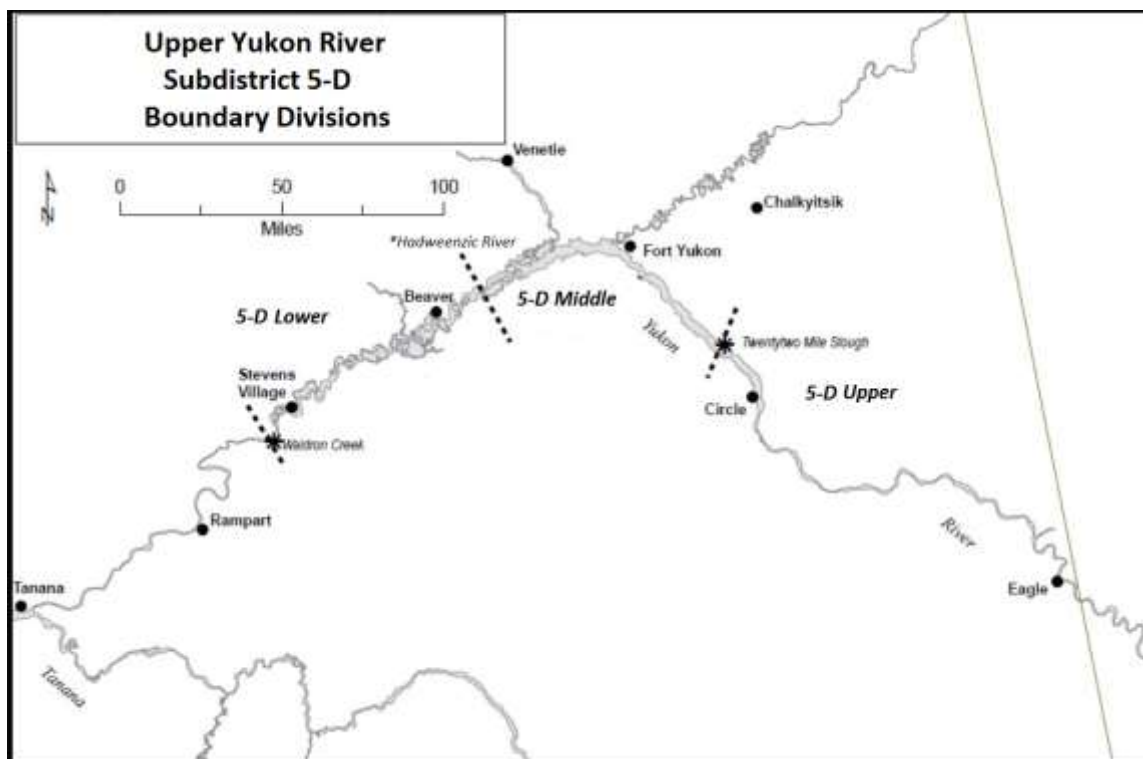 Upper Yukon River
Subdistrict 5-D
Boundary Divisions
N
0 50 100
Miles
Venetie
Chalkyitsik
*Hadweenzic River
Fort Yukon
Beaver
5-D Middle
5-D Lower
Yukon
Twentytwo Mile Slough
Stevens
Village
5-D Upper
Circle
Waldron Creek
Rampart
River
Tanana
Eagle
Tanana